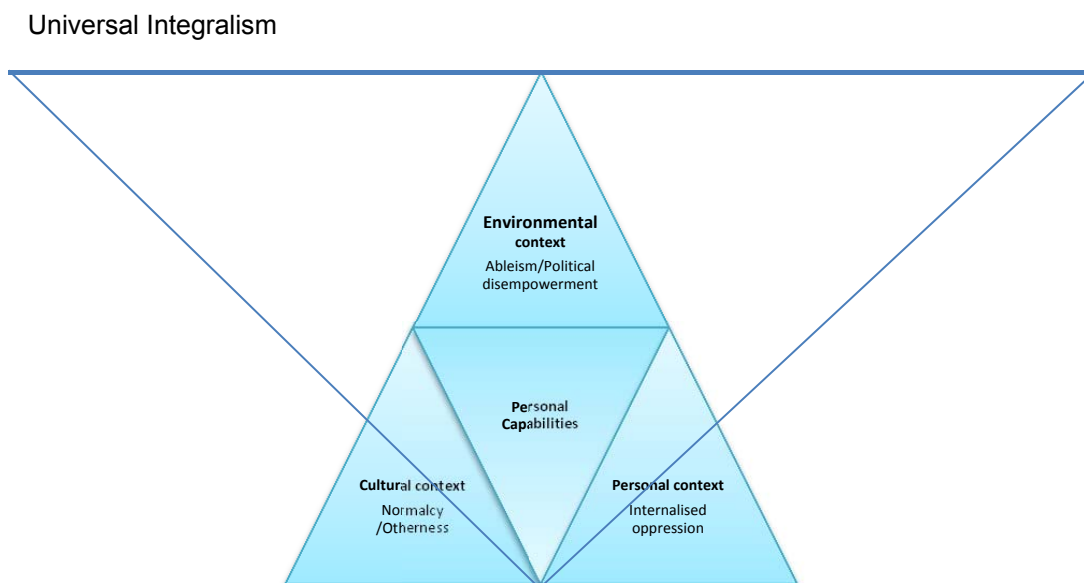 Universal Integralism
Environmental
context
Ableism/Political
disempowerment
Personal
Capabilities
Cultural context
Normalcy
/Otherness
Personal context
Internalised
oppression